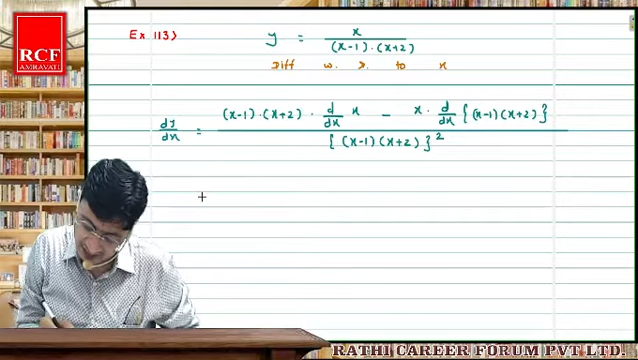 RCF
AMRAVATI
Ex 113)
y = x / (x-1).(x+2)
Diff w. r. to x
dy/dx = (x-1).(x+2) . d/dx x - x . d/dx {(x-1)(x+2)} / { (x-1)(x+2) }²
RATHI CAREER FORUM PVT LTD.